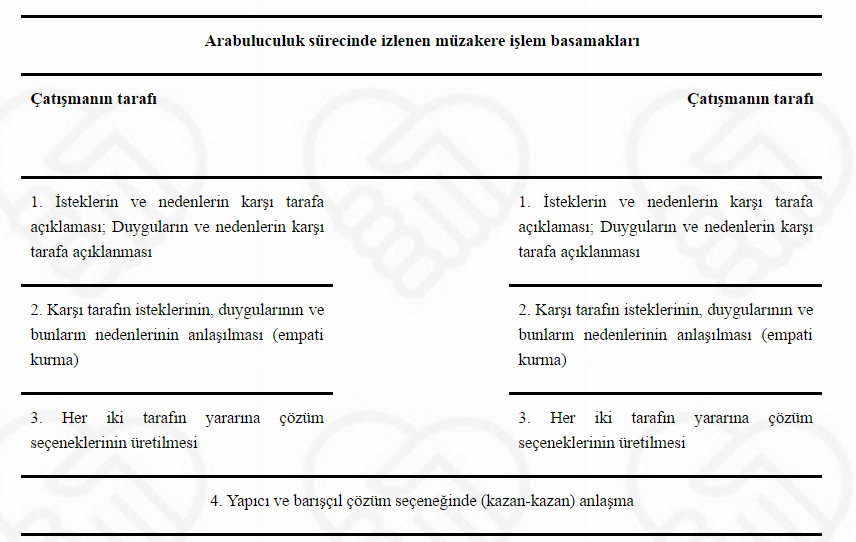 Arabuluculuk sürecinde izlenen müzakere işlem basamakları
Çatışmanın tarafı
Çatışmanın tarafı
1. İsteklerin ve nedenlerin karşı tarafa
açıklaması; Duyguların ve nedenlerin karşı
tarafa açıklanması
1. İsteklerin ve nedenlerin karşı tarafa
açıklaması; Duyguların ve nedenlerin karşı
tarafa açıklanması
2. Karşı tarafın isteklerinin, duygularının ve
bunların nedenlerinin anlaşılması (empati
kurma)
2. Karşı tarafın isteklerinin, duygularının ve
bunların nedenlerinin anlaşılması (empati
kurma)
3. Her iki tarafın yararına çözüm
seçeneklerinin üretilmesi
3. Her iki tarafın yararına çözüm
seçeneklerinin üretilmesi
4. Yapıcı ve barışçıl çözüm seçeneğinde (kazan-kazan) anlaşma